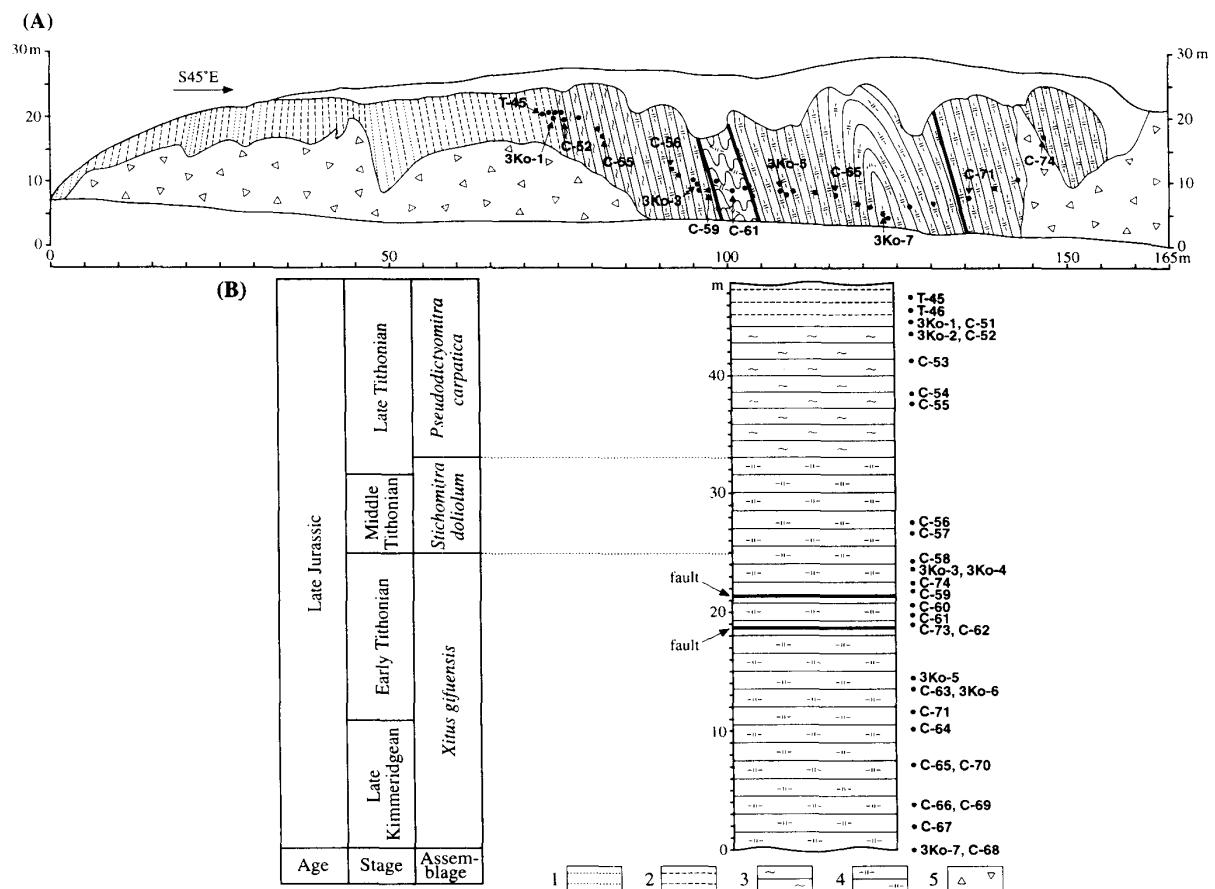 (A)
30 m
20
10
0
S45°E
T-45
3Ko-1
C-52
C-55
C-56
3Ko-3
C-59
C-61
3Ko-5
C-65
3Ko-7
C-71
C-74
30 m
20
10
0
0
50
100
150
165m
(B)
Late Jurassic
Late Tithonian
Middle
Tithonian
Early Tithonian
Late
Kimmeridgean
Pseudodictyomitra
carpatica
Stichomitra
doliolum
Xitus gifuensis
Age
Stage
Assem-
blage
m
40
30
20
10
0
fault
fault
T-45
T-46
3Ko-1, C-51
3Ko-2, C-52
C-53
C-54
C-55
C-56
C-57
C-58
3Ko-3, 3Ko-4
C-74
C-59
C-60
C-61
C-73, C-62
3Ko-5
C-63, 3Ko-6
C-71
C-64
C-65, C-70
C-66, C-69
C-67
3Ko-7, C-68
1
2
3
4
5